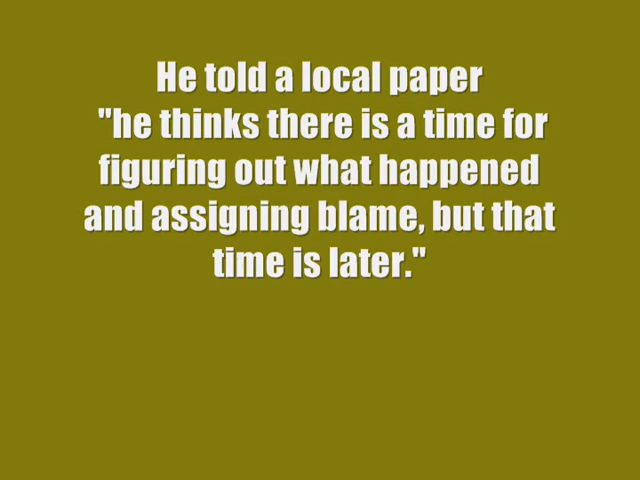 He told a local paper
"he thinks there is a time for
figuring out what happened
and assigning blame, but that
time is later."